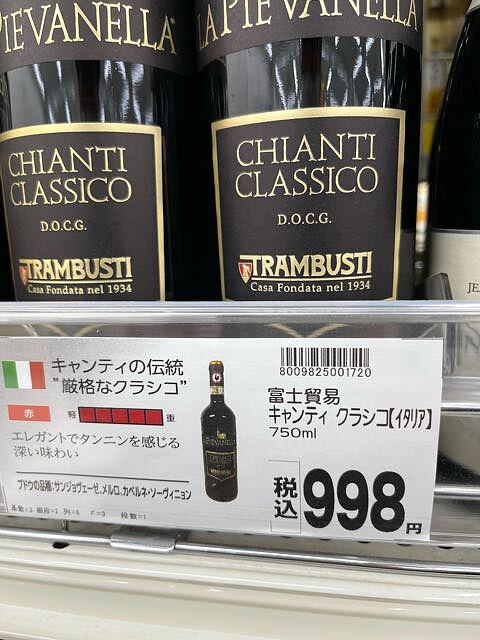 PIEVANELLA
LA PIEVANELLA
CHIANTI
CLASSICO
D.O.C.G.
TRAMBUSTI
Casa Fondata nel 1934
CHIANTI
CLASSICO
D.O.C.G.
TRAMBUSTI
Casa Fondata nel 1934
JE
キャンティの伝統
"厳格なクラシコ"
赤
軽
重
エレガントでタンニンを感じる
深い味わい
ブドウの品種:サンジョヴェーゼ、メルロ、カベルネ・ソーヴィニョン
8009825001720
富士貿易
キャンティ クラシコ【イタリア】
750ml
税込
998円